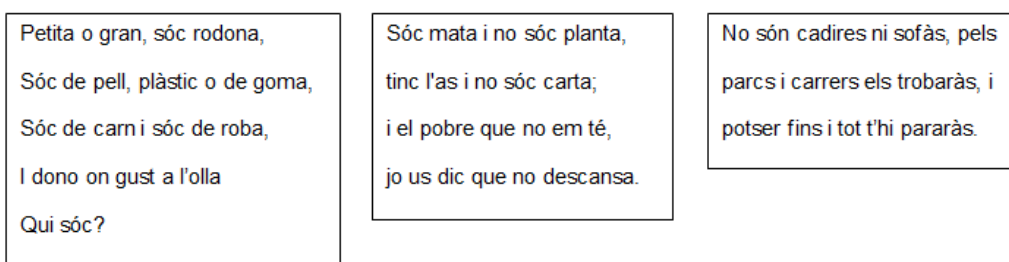 Petita o gran, sóc rodona,
Sóc de pell, plàstic o de goma,
Sóc de carn i sóc de roba,
I dono on gust a l’olla
Qui sóc?
Sóc mata i no sóc planta,
tinc l'as i no sóc carta;
i el pobre que no em té,
jo us dic que no descansa.
No són cadires ni sofàs, pels
parcs i carrers els trobaràs, i
potser fins i tot t’hi pararàs.